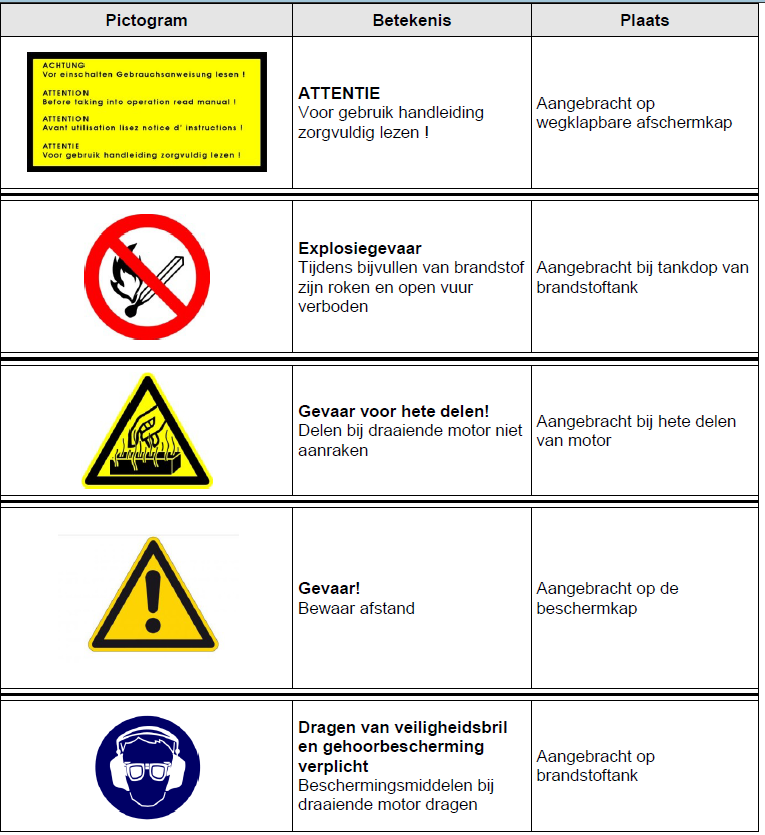 Pictogram
Betekenis
Plaats
ACHTUNG
Vor einschalten Gebrauchsanweisung lesen !
ATTENTION
Before taking into operation read manual !
ATTENTION
Avant utilisation lisez notice d' instructions !
ATTENTIE
Voor gebruik handleiding zorgvuldig lezen !
ATTENTIE
Voor gebruik handleiding
zorgvuldig lezen !
Aangebracht op
wegklapbare afschermkap
Explosiegevaar
Tijdens bijvullen van brandstof
zijn roken en open vuur
verboden
Aangebracht bij tankdop van
brandstoftank
Gevaar voor hete delen!
Delen bij draaiende motor niet
aanraken
Aangebracht bij hete delen
van motor
Gevaar!
Bewaar afstand
Aangebracht op de
beschermkap
Dragen van veiligheidsbril
en gehoorbescherming
verplicht
Beschermingsmiddelen bij
draaiende motor dragen
Aangebracht op
brandstoftank